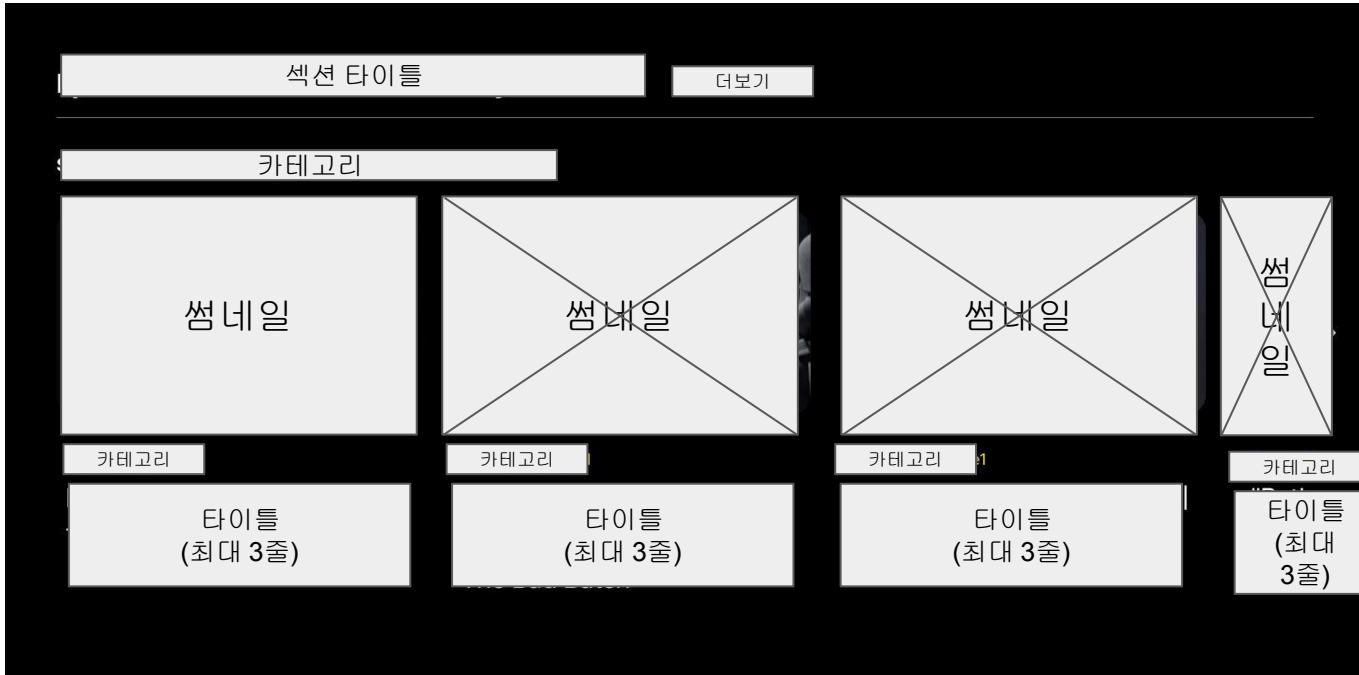 섹션 타이틀
더보기
카테고리
썸네일
썸네일
썸네일
썸
네
일
카테고리
카테고리
카테고리
카테고리
타이틀
(최대 3줄)
타이틀
(최대 3줄)
타이틀
(최대 3줄)
타이틀
(최대
3줄)